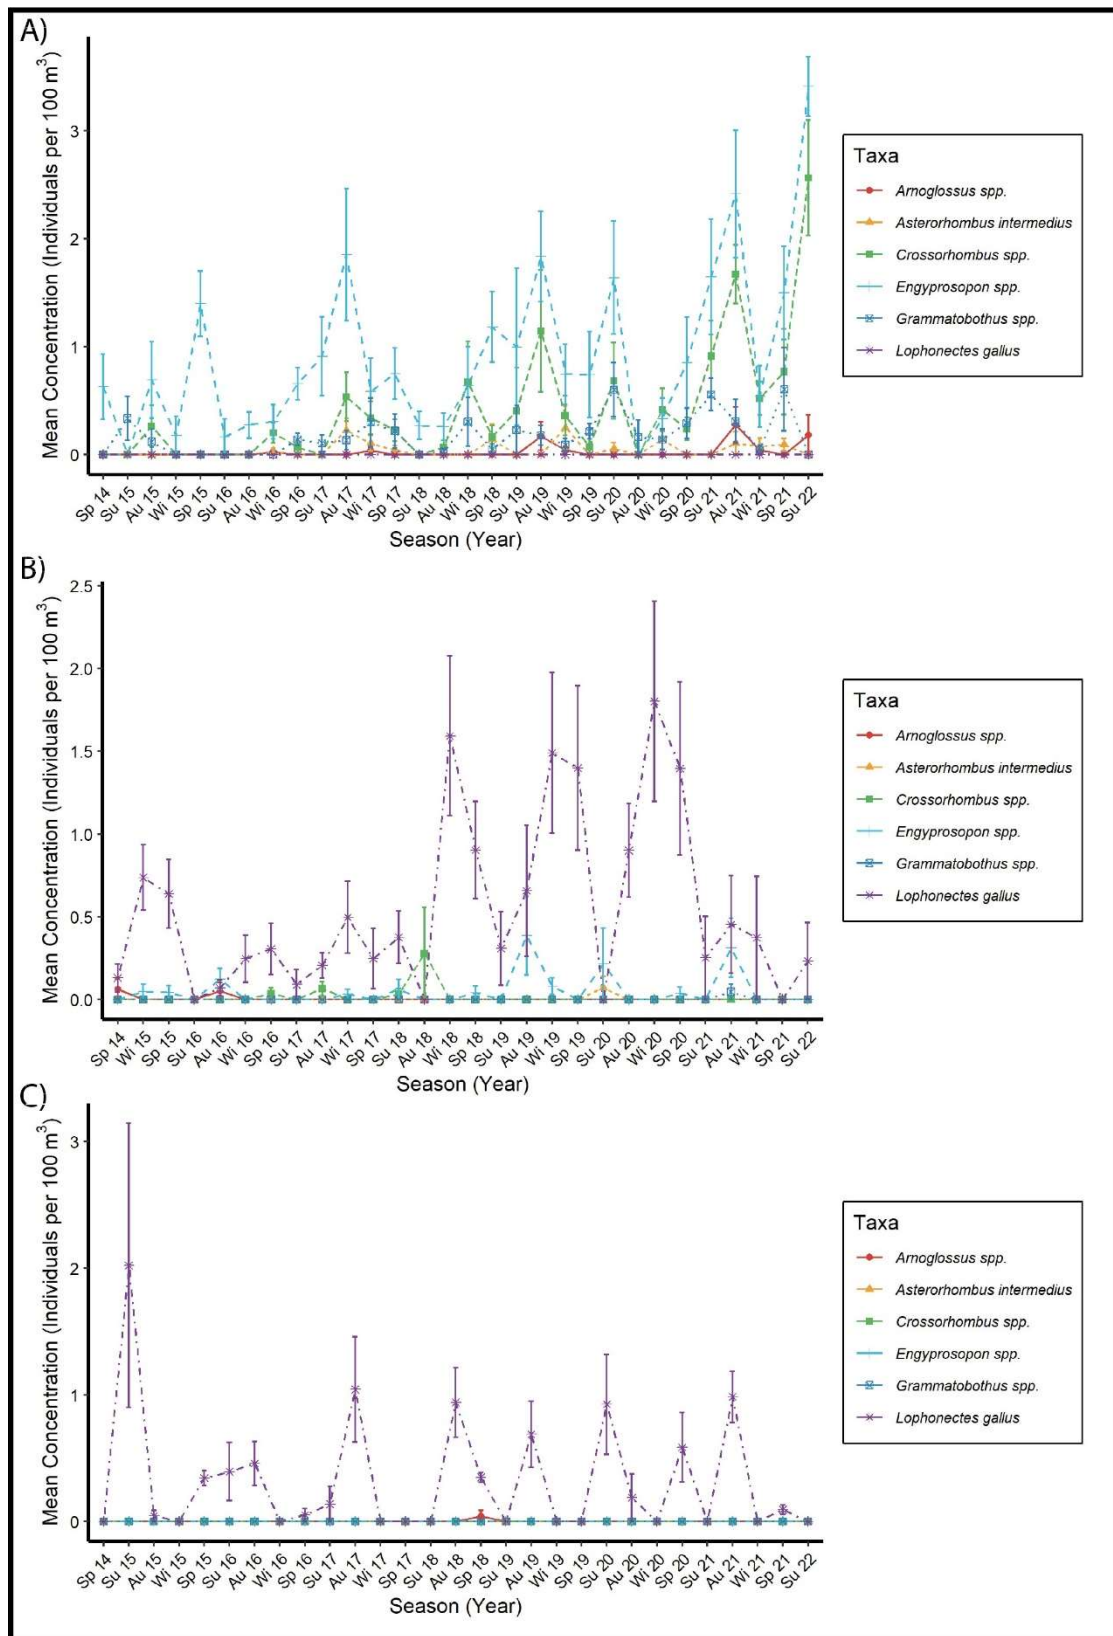 A)
Mean Concentration (Individuals per 100 m³)
3
2
1
0
Sp 14 Su 15 Au 15 Wi 15 Sp 15 Su 16 Au 16 Wi 16 Sp 16 Su 17 Au 17 Wi 17 Sp 17 Su 18 Au 18 Wi 18 Sp 18 Su 19 Au 19 Wi 19 Sp 19 Su 20 Au 20 Wi 20 Sp 20 Su 21 Au 21 Wi 21 Sp 21 Su 22
Season (Year)
Taxa
Arnoglossus spp.
Asterorhombus intermedius
Crossorhombus spp.
Engyprosopon spp.
Grammatobothus spp.
Lophonectes gallus
B)
Mean Concentration (Individuals per 100 m³)
2.5
2.0
1.5
1.0
0.5
0.0
Sp 14 Wi 15 Sp 15 Su 16 Au 16 Wi 16 Sp 16 Su 17 Au 17 Wi 17 Sp 17 Su 18 Au 18 Wi 18 Sp 18 Su 19 Au 19 Wi 19 Sp 19 Su 20 Au 20 Wi 20 Sp 20 Su 21 Au 21 Wi 21 Sp 21 Su 22
Season (Year)
Taxa
Arnoglossus spp.
Asterorhombus intermedius
Crossorhombus spp.
Engyprosopon spp.
Grammatobothus spp.
Lophonectes gallus
C)
Mean Concentration (Individuals per 100 m³)
3
2
1
0
Sp 14 Su 15 Au 15 Wi 15 Sp 15 Su 16 Au 16 Wi 16 Sp 16 Su 17 Au 17 Wi 17 Sp 17 Su 18 Au 18 Sp 18 Su 19 Au 19 Wi 19 Sp 19 Su 20 Au 20 Wi 20 Sp 20 Su 21 Au 21 Wi 21 Sp 21 Su 22
Season (Year)
Taxa
Arnoglossus spp.
Asterorhombus intermedius
Crossorhombus spp.
Engyprosopon spp.
Grammatobothus spp.
Lophonectes gallus